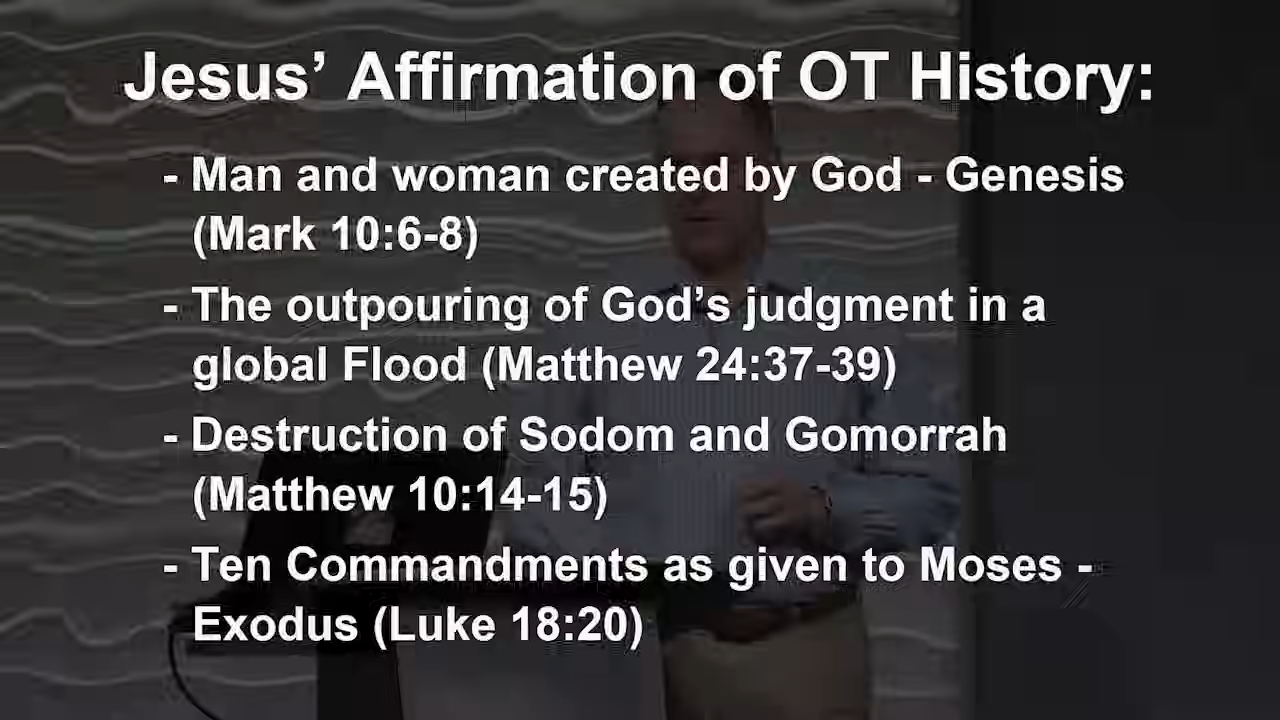 Jesus’ Affirmation of OT History:
- Man and woman created by God - Genesis
(Mark 10:6-8)
- The outpouring of God’s judgment in a
global Flood (Matthew 24:37-39)
- Destruction of Sodom and Gomorrah
(Matthew 10:14-15)
- Ten Commandments as given to Moses -
Exodus (Luke 18:20)